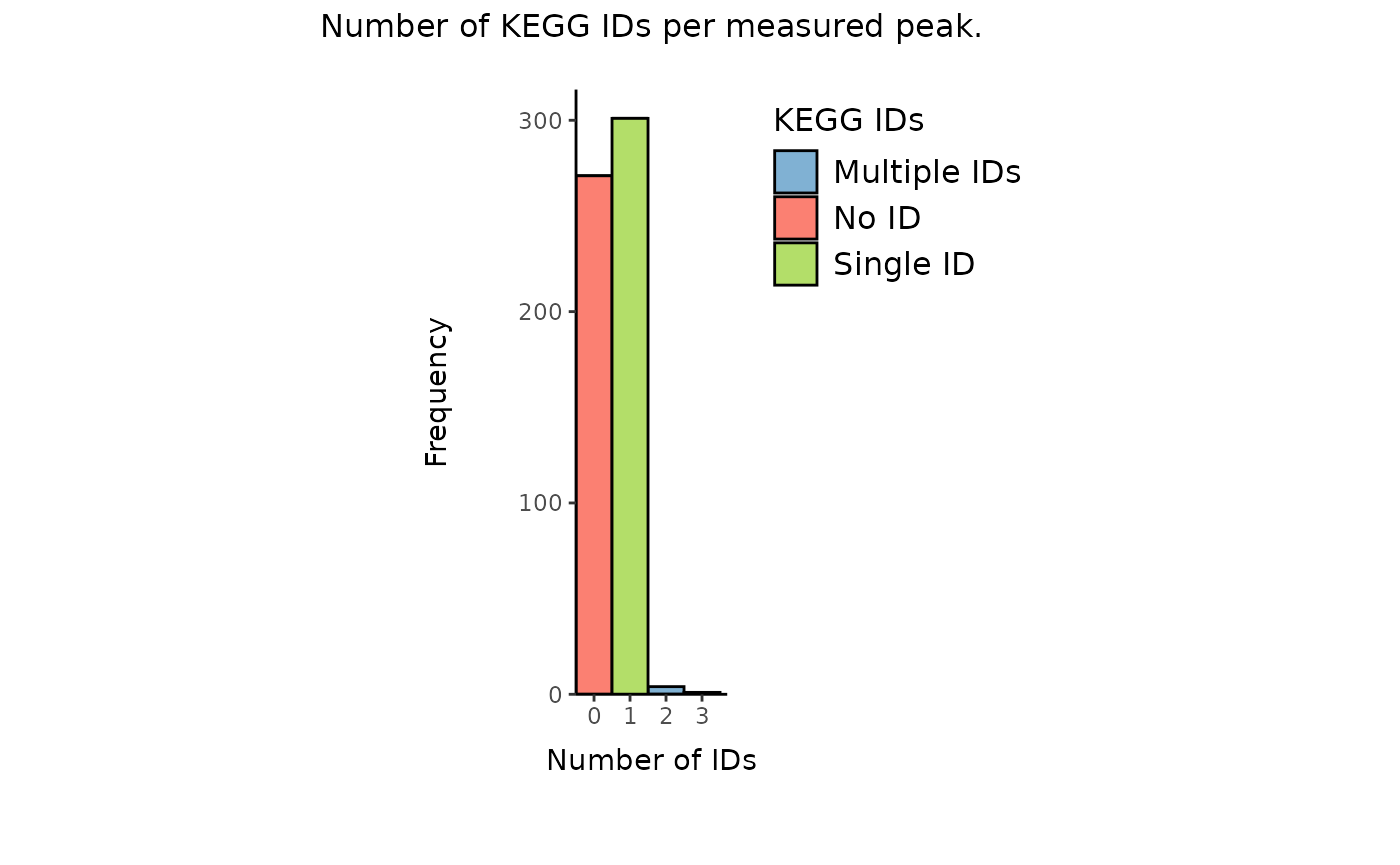 Number of KEGG IDs per measured peak.
KEGG IDs
Multiple IDs
No ID
Single ID
Frequency
300
200
100
0
0 1 2 3
Number of IDs